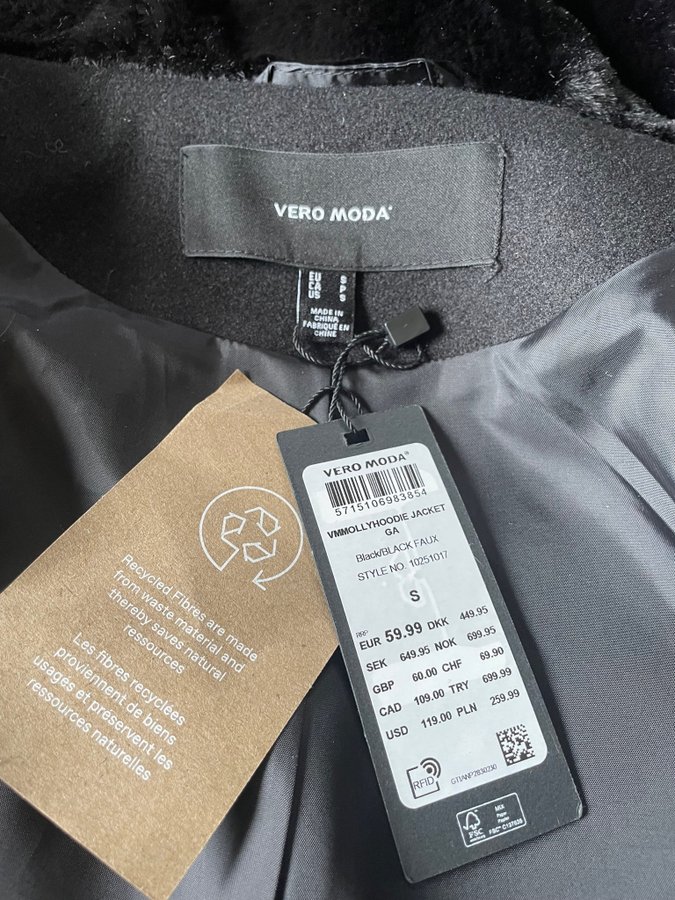 VERO MODA®
EU S
CA P
US S
MADE IN
CHINA
FABRIQUÉ EN
CHINE
Recycled Fibres are made
from waste material and
thereby saves natural
ressources
Les fibres recyclées
proviennent de biens
usagés et préservent les
ressources naturelles
VERO MODA®
5715106983854
VMMOLLYHOODIE JACKET
GA
Black/BLACK FAUX
STYLE NO. 10251017
S
RRP
EUR 59.99 DKK 449.95
SEK 649.95 NOK 699.95
GBP 60.00 CHF 69.90
CAD 109.00 TRY 699.99
USD 119.00 PLN 259.99
RFID
FSC
MIX
Paper